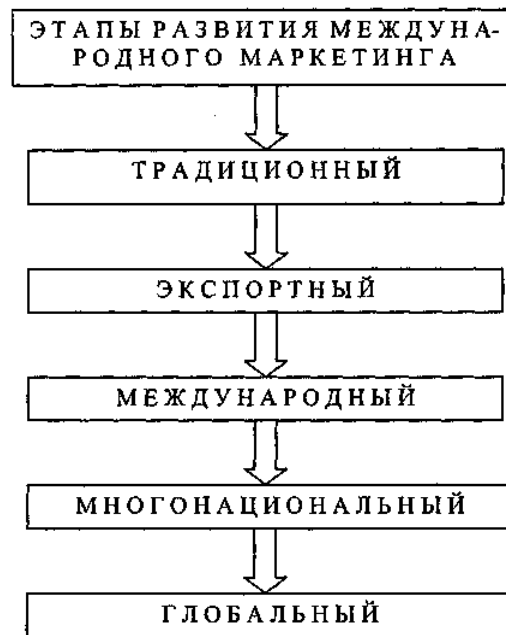 ЭТАПЫ РАЗВИТИЯ МЕЖДУНА-
РОДНОГО МАРКЕТИНГА
ТРАДИЦИОННЫЙ
ЭКСПОРТНЫЙ
МЕЖДУНАРОДНЫЙ
МНОГОНАЦИОНАЛЬНЫЙ
ГЛОБАЛЬНЫЙ